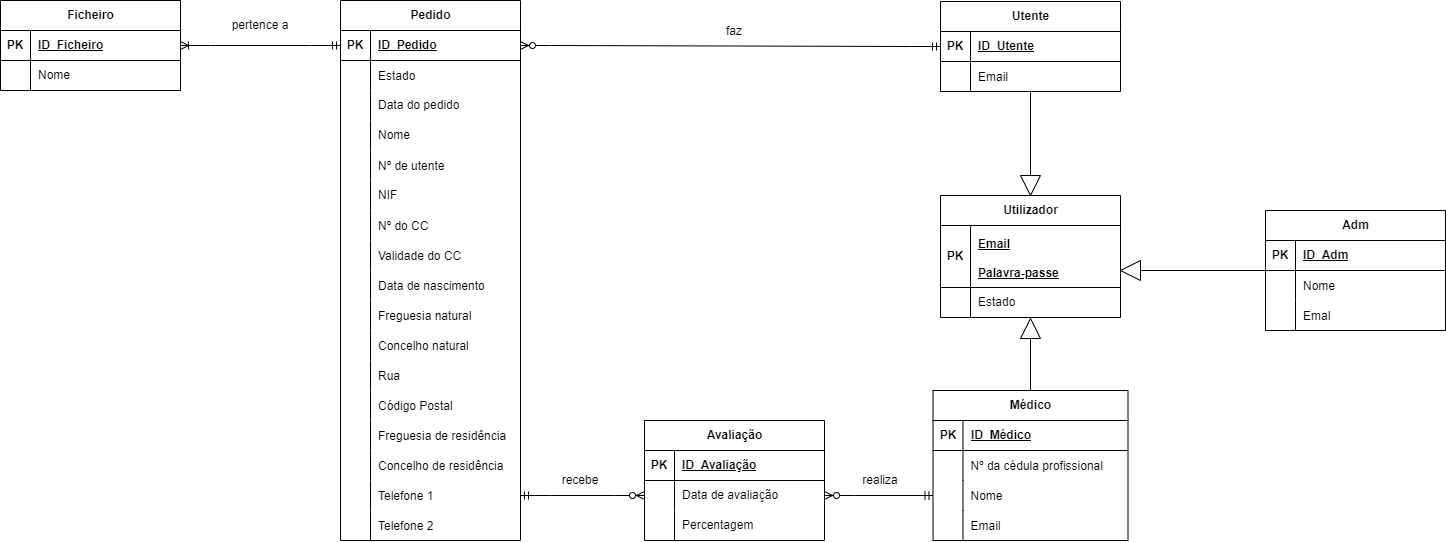 Ficheiro
PK ID_Ficheiro
Nome
pertence a
Pedido
PK ID_Pedido
Estado
Data do pedido
Nome
Nº de utente
NIF
Nº do CC
Validade do CC
Data de nascimento
Freguesia natural
Concelho natural
Rua
Código Postal
Freguesia de residência
Concelho de residência
Telefone 1
Telefone 2
faz
Utente
PK ID_Utente
Email
Utilizador
PK Email
Palavra-passe
Estado
Adm
PK ID_Adm
Nome
Emal
recebe
Avaliação
PK ID_Avaliação
Data de avaliação
Percentagem
realiza
Médico
PK ID_Médico
Nº da cédula profissional
Nome
Email